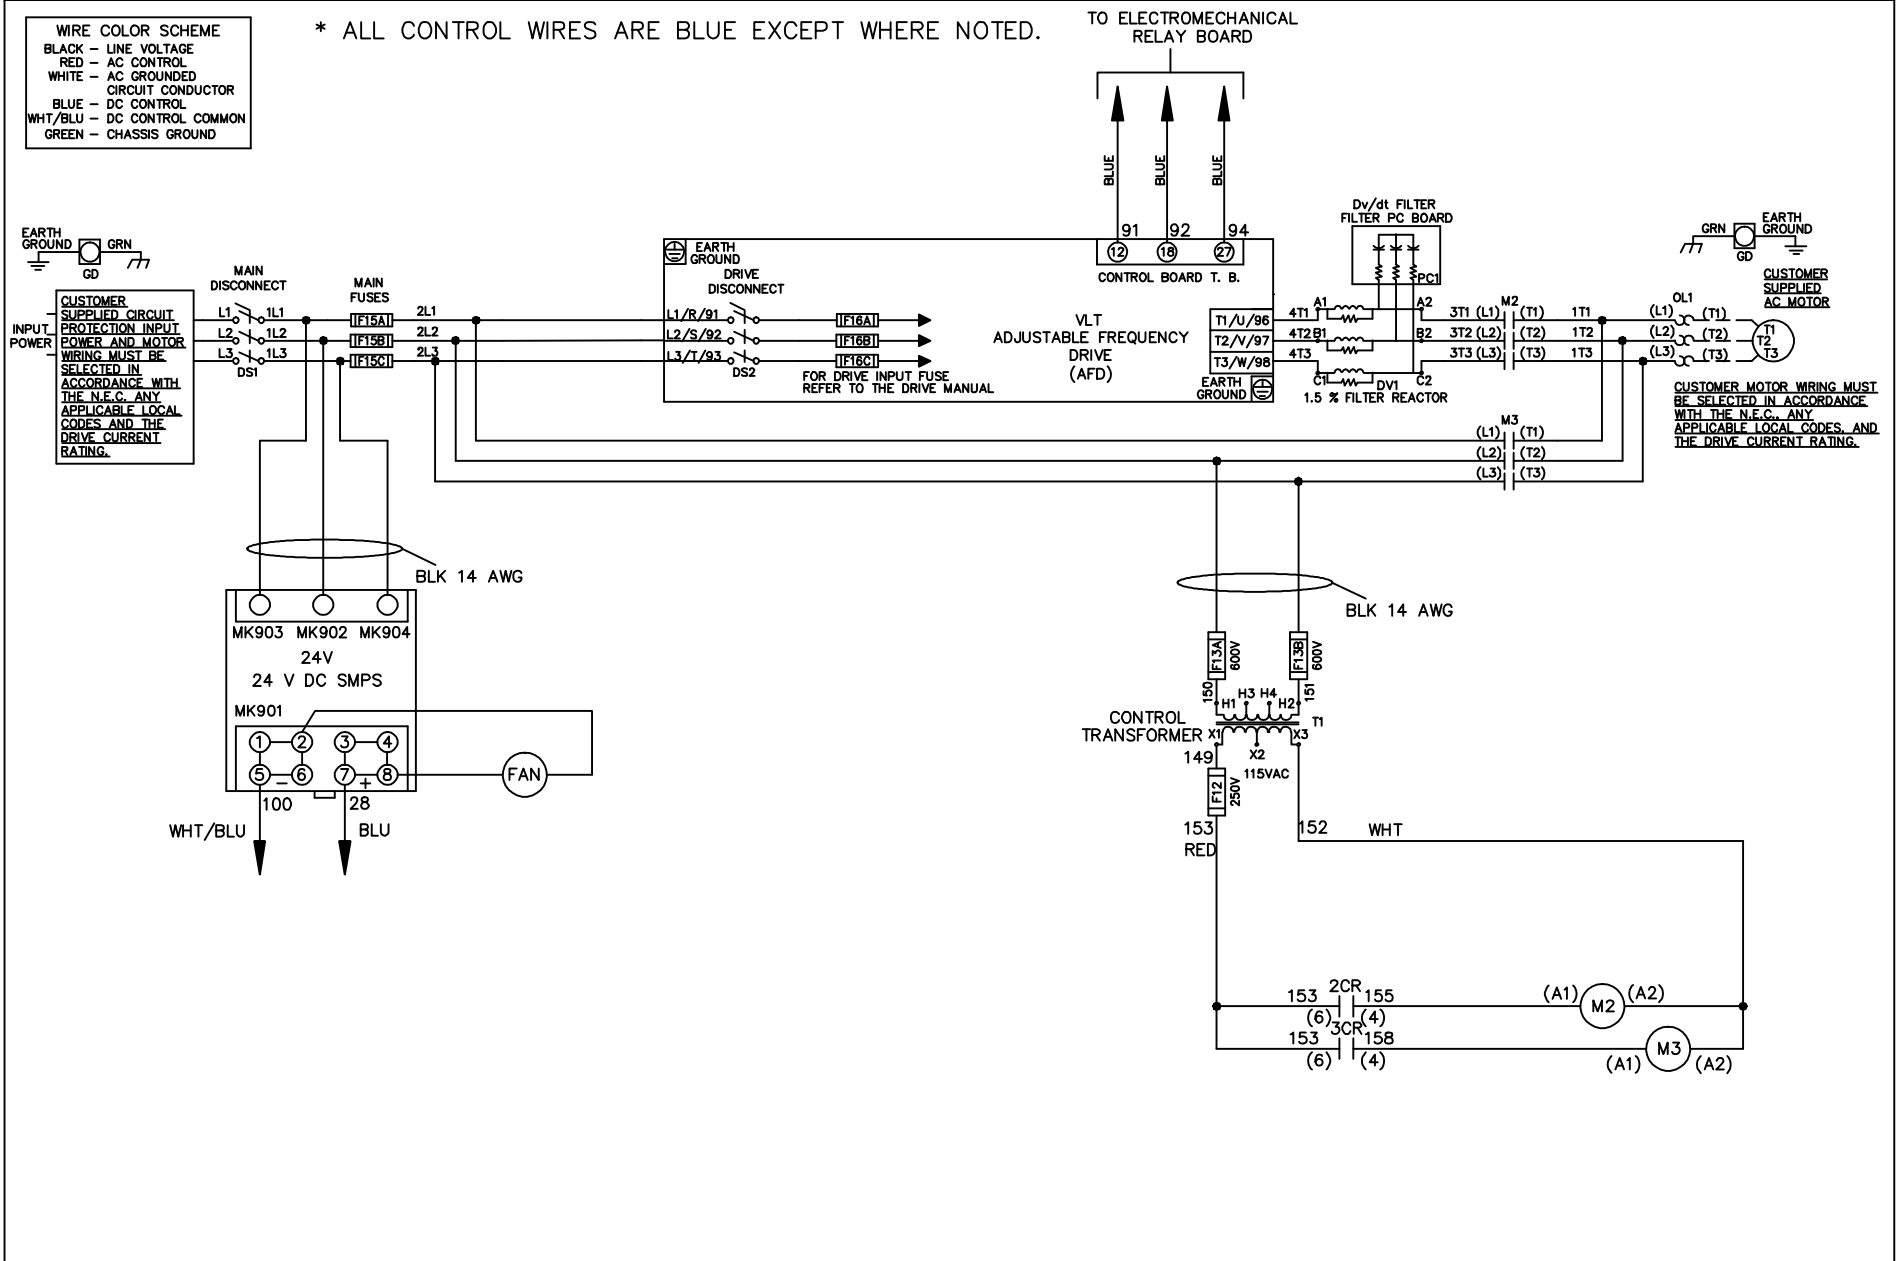 WIRE COLOR SCHEME
BLACK – LINE VOLTAGE
RED – AC CONTROL
WHITE – AC GROUNDED
CIRCUIT CONDUCTOR
BLUE – DC CONTROL
WHT/BLU – DC CONTROL COMMON
GREEN – CHASSIS GROUND
* ALL CONTROL WIRES ARE BLUE EXCEPT WHERE NOTED.
TO ELECTROMECHANICAL
RELAY BOARD
BLUE
BLUE
BLUE
91 92 94
12 18 27
CONTROL BOARD T. B.
EARTH
GROUND
GRN
GD
INPUT
POWER
CUSTOMER
SUPPLIED CIRCUIT
PROTECTION INPUT
POWER AND MOTOR
WIRING MUST BE
SELECTED IN
ACCORDANCE WITH
THE N.E.C. ANY
APPLICABLE LOCAL
CODES AND THE
DRIVE CURRENT
RATING.
MAIN
DISCONNECT
L1 1L1
L2 1L2
L3 1L3
DS1
MAIN
FUSES
F15A
F15B
F15C
2L1
2L2
2L3
EARTH
GROUND
DRIVE
DISCONNECT
L1/R/91
L2/S/92
L3/T/93
DS2
F16A
F16B
F16C
FOR DRIVE INPUT FUSE
REFER TO THE DRIVE MANUAL
VLT
ADJUSTABLE FREQUENCY
DRIVE
(AFD)
T1/U/96
T2/V/97
T3/W/98
EARTH
GROUND
4T1
4T2
4T3
Dv/dt FILTER
FILTER PC BOARD
PC1
A1 A2
B1 B2
C1 C2
DV1
1.5 % FILTER REACTOR
M2
3T1 (L1) (T1) 1T1
3T2 (L2) (T2) 1T2
3T3 (L3) (T3) 1T3
M3
(L1) (T1)
(L2) (T2)
(L3) (T3)
OL1
(L1) (T1)
(L2) (T2)
(L3) (T3)
T1
T2
T3
GRN
EARTH
GROUND
GD
CUSTOMER
SUPPLIED
AC MOTOR
CUSTOMER MOTOR WIRING MUST
BE SELECTED IN ACCORDANCE
WITH THE N.E.C., ANY
APPLICABLE LOCAL CODES, AND
THE DRIVE CURRENT RATING.
BLK 14 AWG
MK903 MK902 MK904
24V
24 V DC SMPS
MK901
1 2 3 4
5 – 6 7 + 8
FAN
100 28
WHT/BLU BLU
BLK 14 AWG
F13A
600V
F13B
600V
150
151
H1 H3 H4 H2
T1
CONTROL
TRANSFORMER
X1 X2 X3
149
115VAC
F12
250V
153
RED
152
WHT
2CR
153 155
(6) (4)
(A1) M2 (A2)
3CR
153 158
(6) (4)
(A1) M3 (A2)